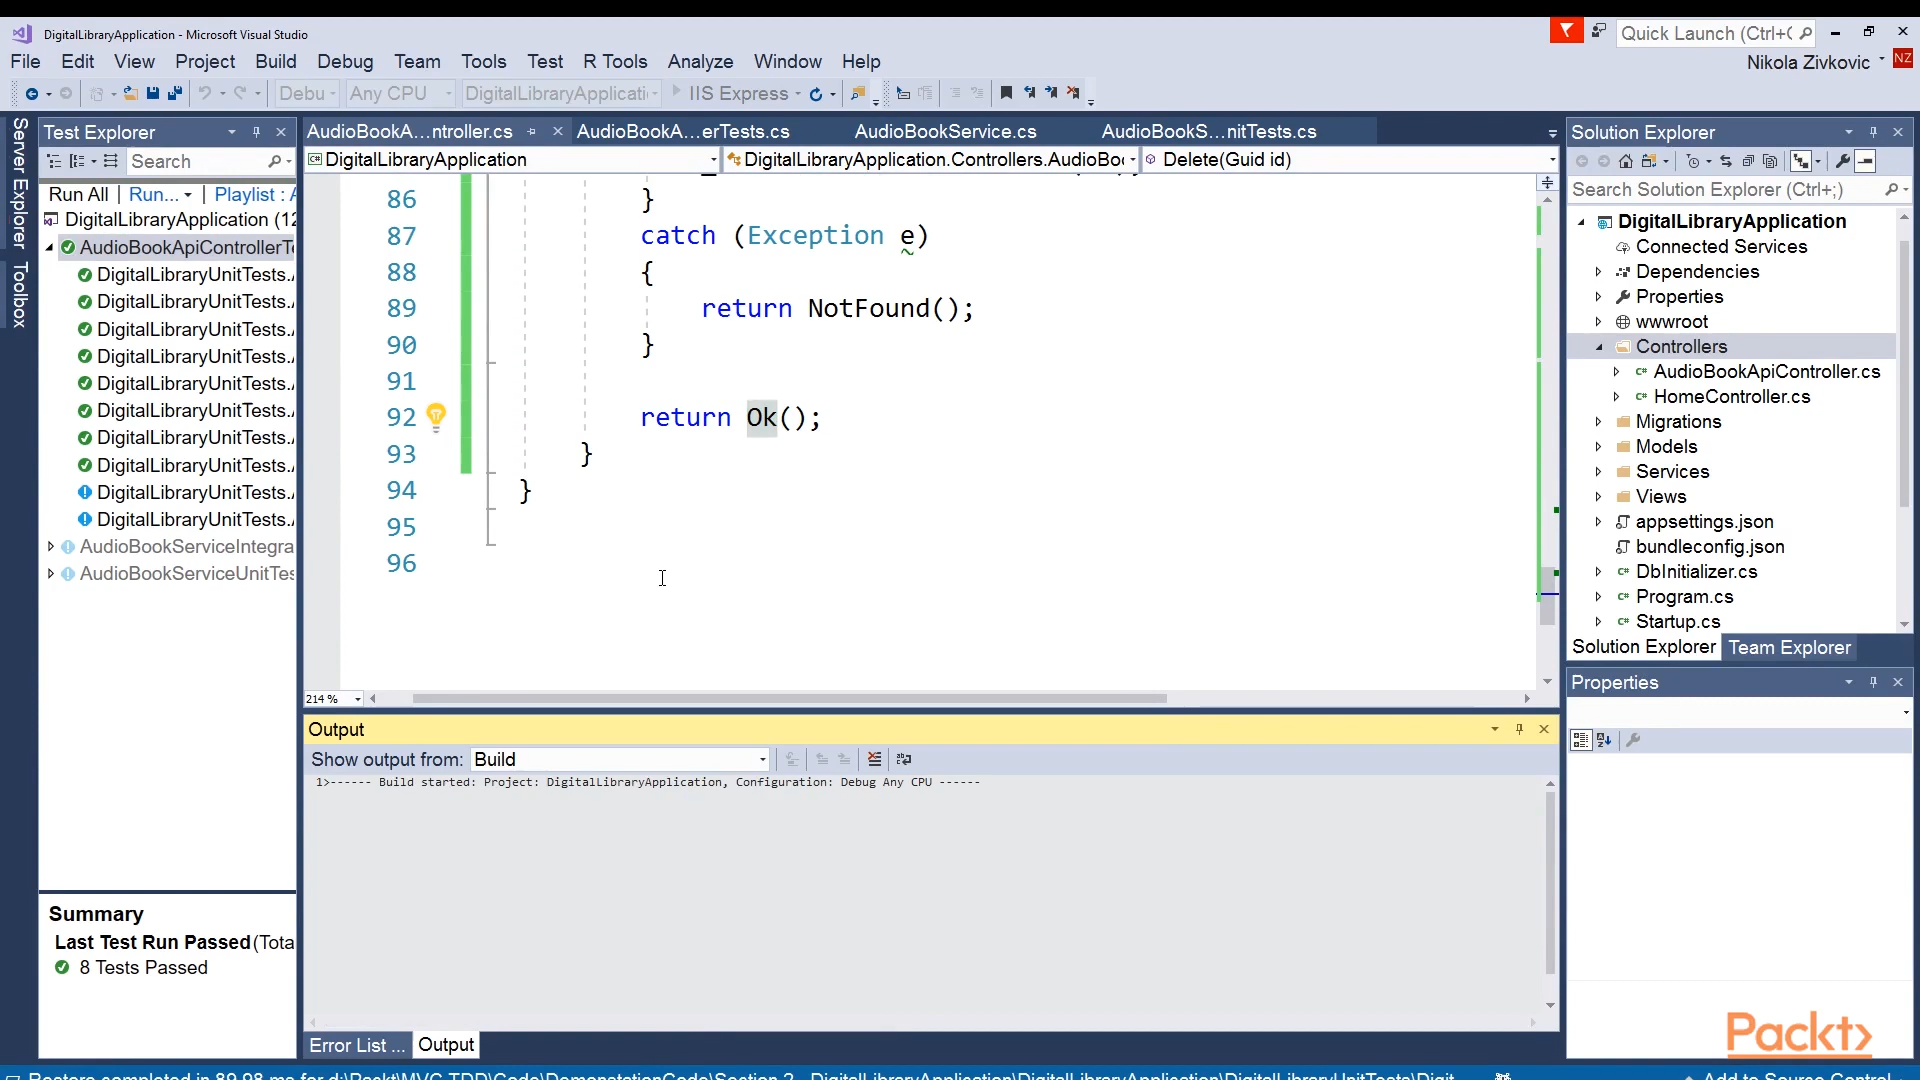 DigitalLibraryApplication - Microsoft Visual Studio
Quick Launch (Ctrl+
File Edit View Project Build Debug Team Tools Test R Tools Analyze Window Help
Nikola Zivkovic NZ
Debu Any CPU DigitalLibraryApplicati IIS Express
Server Explorer
Toolbox
Test Explorer
Search
Run All | Run... Playlist :
DigitalLibraryApplication (12
AudioBookApiControllerT
DigitalLibraryUnitTests.
DigitalLibraryUnitTests.
DigitalLibraryUnitTests.
DigitalLibraryUnitTests.
DigitalLibraryUnitTests.
DigitalLibraryUnitTests.
DigitalLibraryUnitTests.
DigitalLibraryUnitTests.
DigitalLibraryUnitTests.
DigitalLibraryUnitTests.
AudioBookServiceIntegra
AudioBookServiceUnitTes
Summary
Last Test Run Passed (Tota
8 Tests Passed
AudioBookA...ntroller.cs AudioBookA...erTests.cs AudioBookService.cs AudioBookS...nitTests.cs
DigitalLibraryApplication DigitalLibraryApplication.Controllers.AudioBo Delete(Guid id)
86 }
87 catch (Exception e)
88 {
89 return NotFound();
90 }
91
92 return Ok();
93 }
94 }
95
96
214 %
Output
Show output from: Build
1>------ Build started: Project: DigitalLibraryApplication, Configuration: Debug Any CPU ------
Error List ... Output
Solution Explorer
Search Solution Explorer (Ctrl+;)
DigitalLibraryApplication
Connected Services
Dependencies
Properties
wwwroot
Controllers
AudioBookApiController.cs
HomeController.cs
Migrations
Models
Services
Views
appsettings.json
bundleconfig.json
DbInitializer.cs
Program.cs
Startup.cs
Solution Explorer Team Explorer
Properties
Packt>